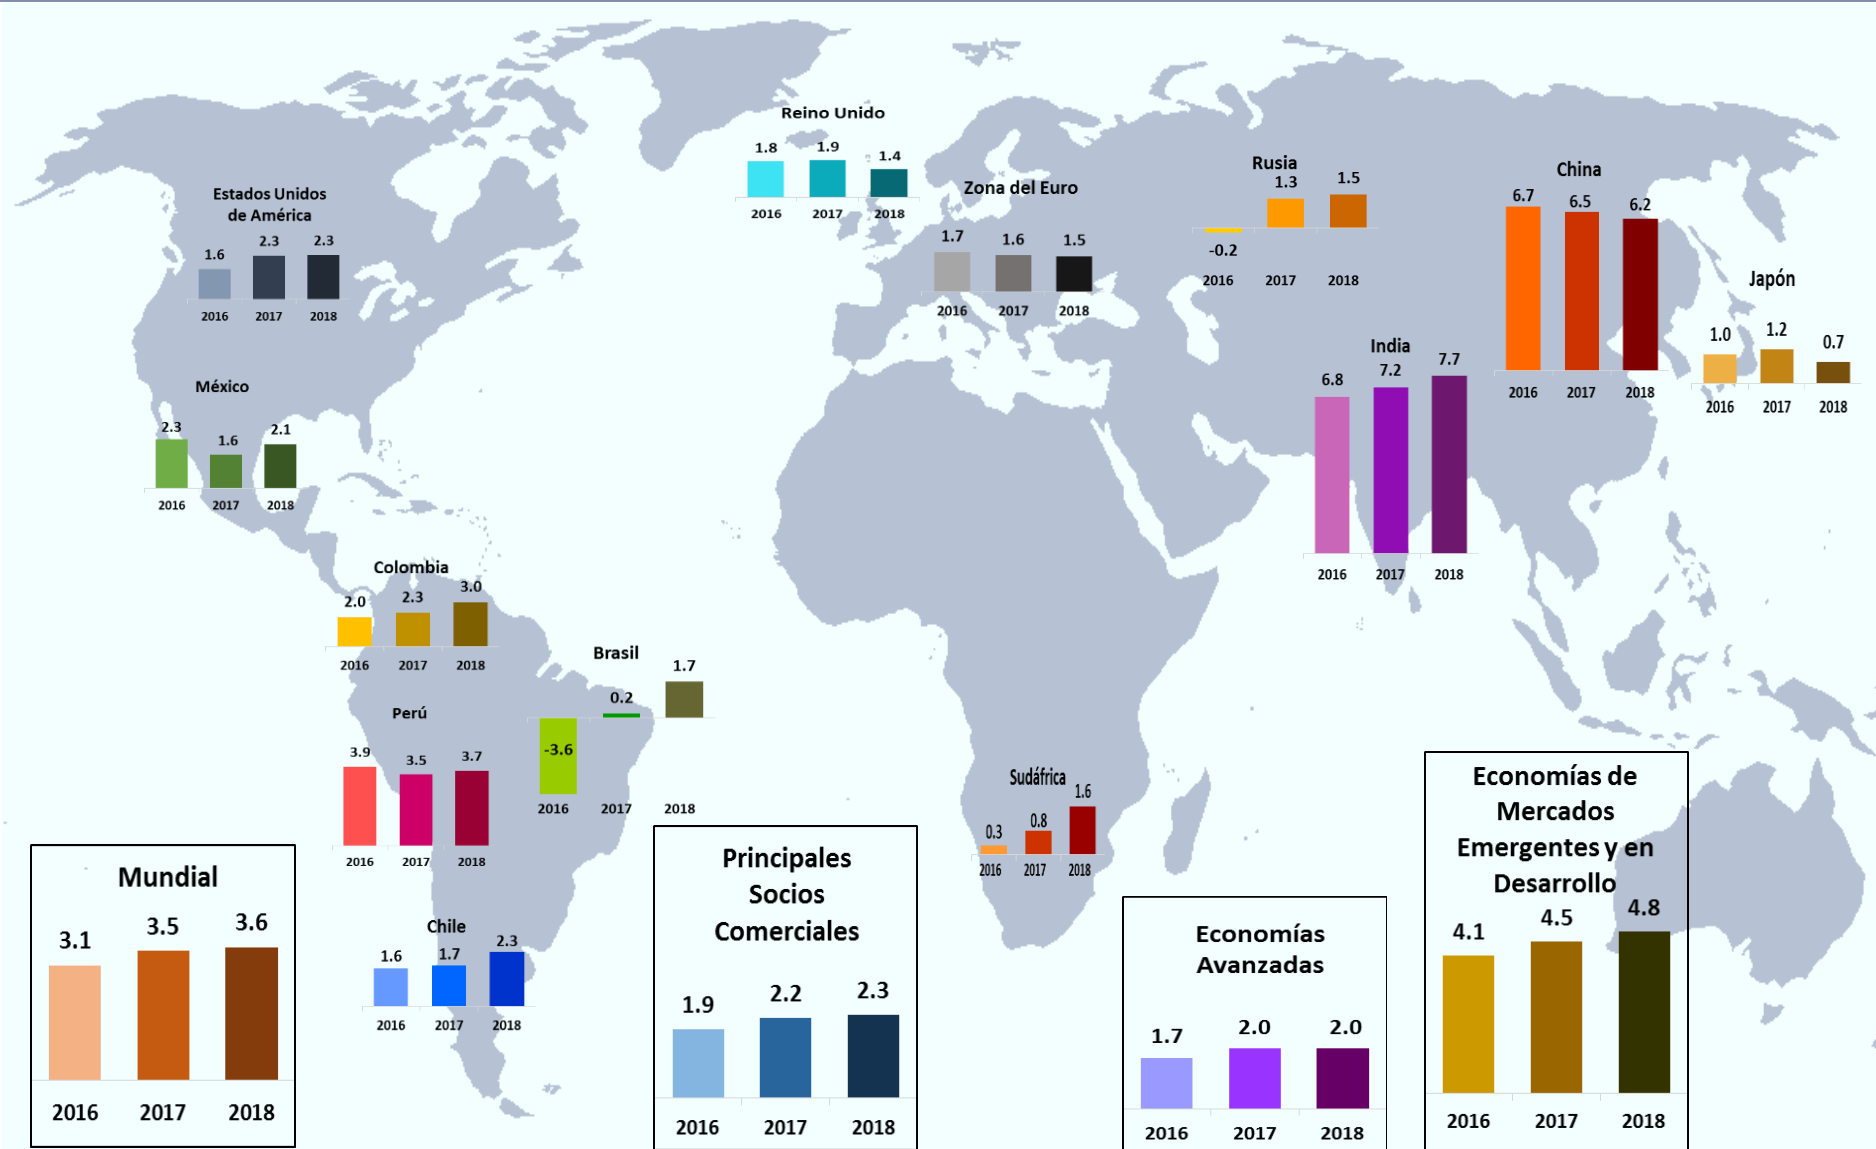 Reino Unido
1.8 1.9 1.4
2016 2017 2018
Estados Unidos
de América
1.6 2.3 2.3
2016 2017 2018
Zona del Euro
1.7 1.6 1.5
2016 2017 2018
Rusia
-0.2 1.3 1.5
2016 2017 2018
China
6.7 6.5 6.2
2016 2017 2018
Japón
1.0 1.2 0.7
2016 2017 2018
India
6.8 7.2 7.7
2016 2017 2018
México
2.3 1.6 2.1
2016 2017 2018
Colombia
2.0 2.3 3.0
2016 2017 2018
Brasil
-3.6 0.2 1.7
2016 2017 2018
Perú
3.9 3.5 3.7
2016 2017 2018
Sudáfrica
0.3 0.8 1.6
2016 2017 2018
Chile
1.6 1.7 2.3
2016 2017 2018
Mundial
3.1 3.5 3.6
2016 2017 2018
Principales
Socios
Comerciales
1.9 2.2 2.3
2016 2017 2018
Economías
Avanzadas
1.7 2.0 2.0
2016 2017 2018
Economías de
Mercados
Emergentes y en
Desarrollo
4.1 4.5 4.8
2016 2017 2018